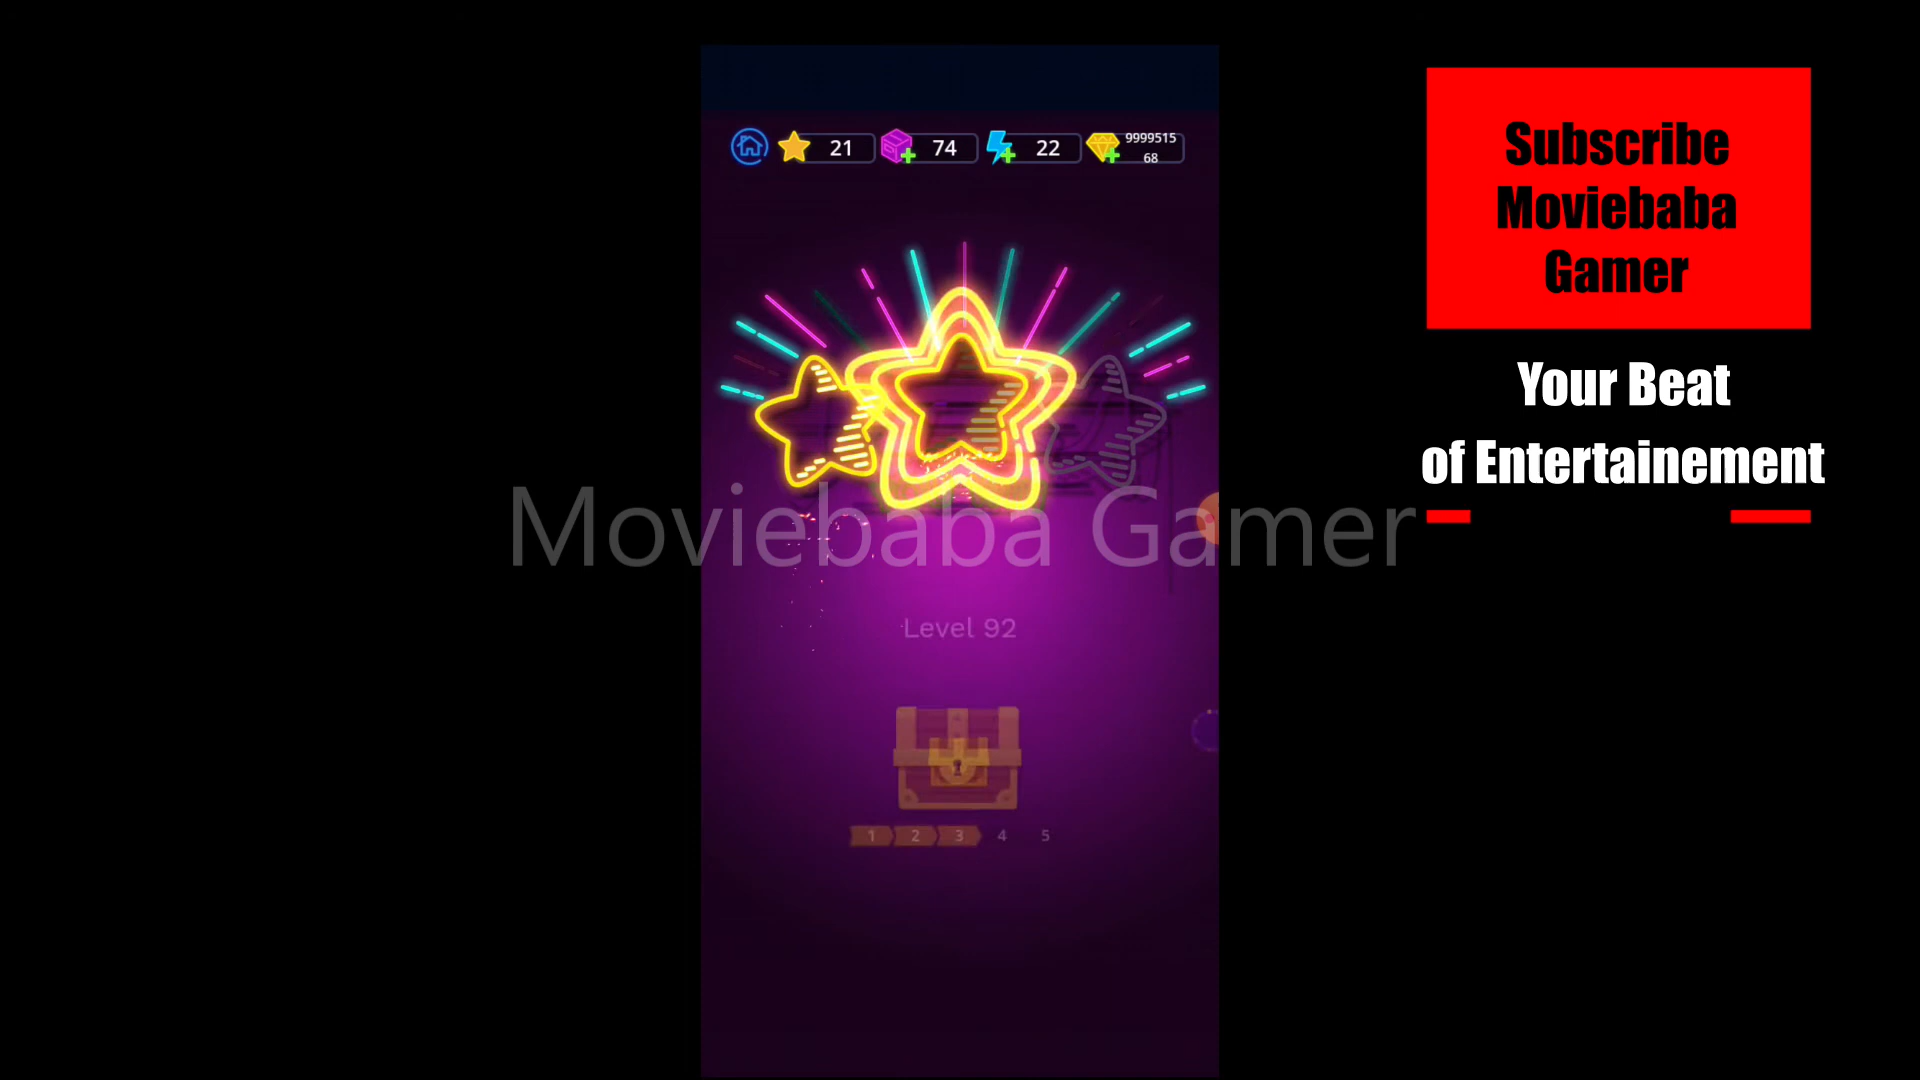 21 74 22 9999515
68
Subscribe
Moviebaba
Gamer
Your Beat
of Entertainement
Moviebaba Gamer
Level 92
1 2 3 4 5